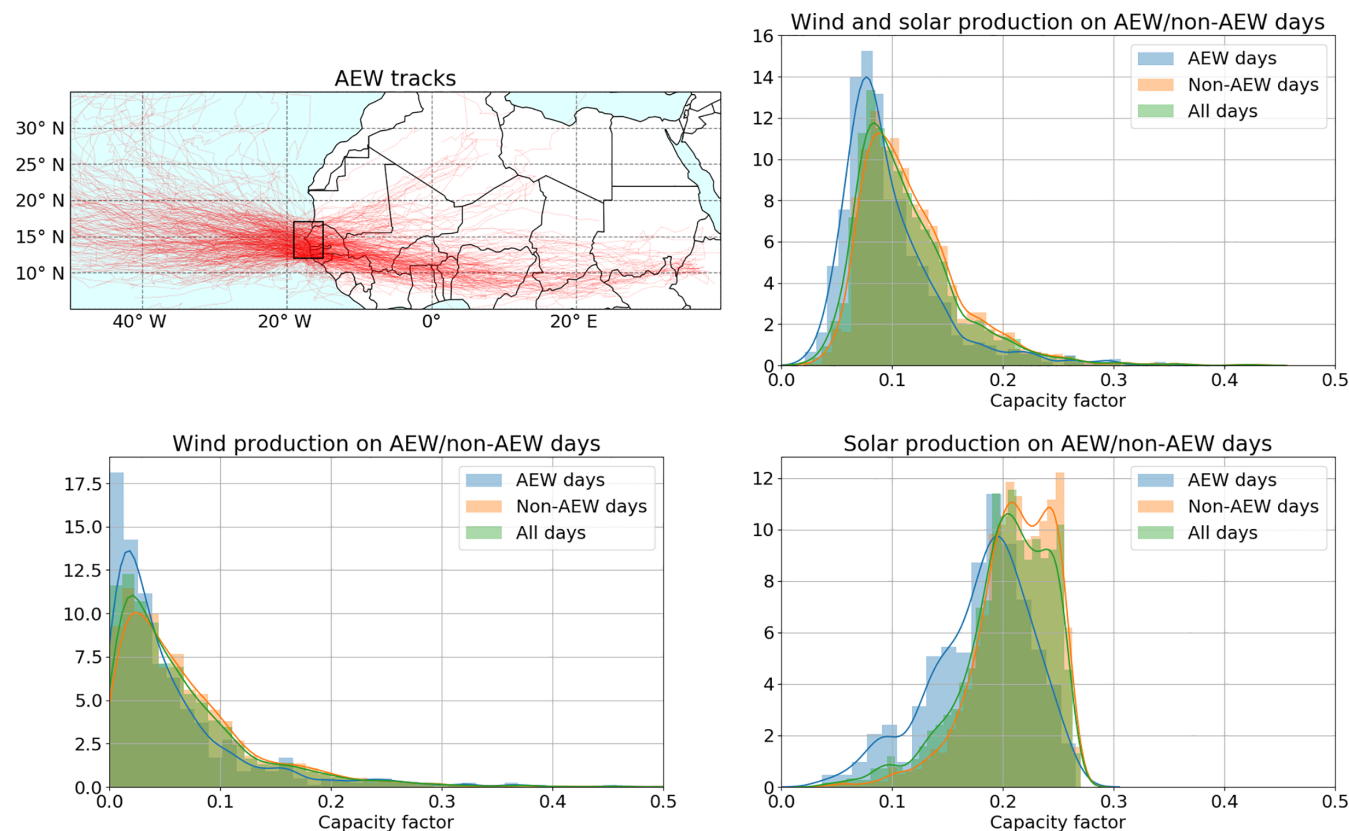 AEW tracks
30° N
25° N
20° N
15° N
10° N
40° W
20° W
0°
20° E
Wind and solar production on AEW/non-AEW days
16
14
12
10
8
6
4
2
0
AEW days
Non-AEW days
All days
0.0 0.1 0.2 0.3 0.4 0.5
Capacity factor
Wind production on AEW/non-AEW days
17.5
15.0
12.5
10.0
7.5
5.0
2.5
0.0
AEW days
Non-AEW days
All days
0.0 0.1 0.2 0.3 0.4 0.5
Capacity factor
Solar production on AEW/non-AEW days
12
10
8
6
4
2
0
AEW days
Non-AEW days
All days
0.0 0.1 0.2 0.3 0.4 0.5
Capacity factor